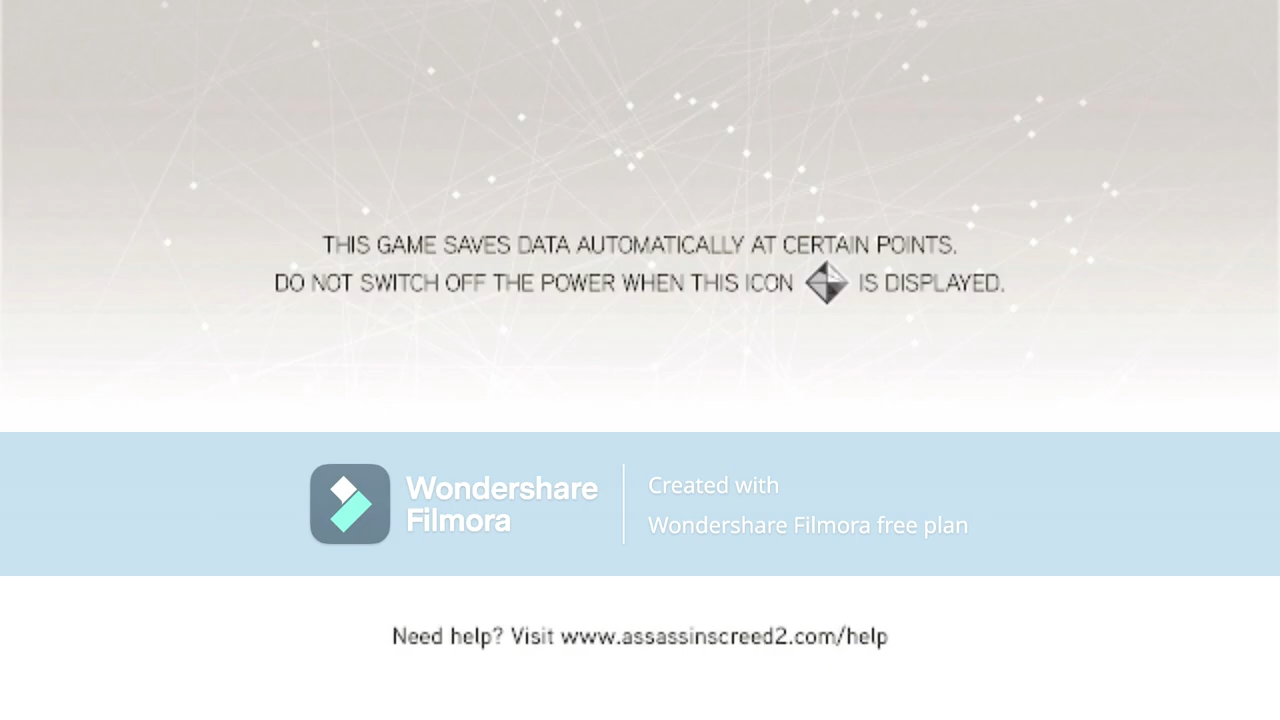 THIS GAME SAVES DATA AUTOMATICALLY AT CERTAIN POINTS.
DO NOT SWITCH OFF THE POWER WHEN THIS ICON IS DISPLAYED.
Wondershare
Filmora
Created with
Wondershare Filmora free plan
Need help? Visit www.assassinscreed2.com/help